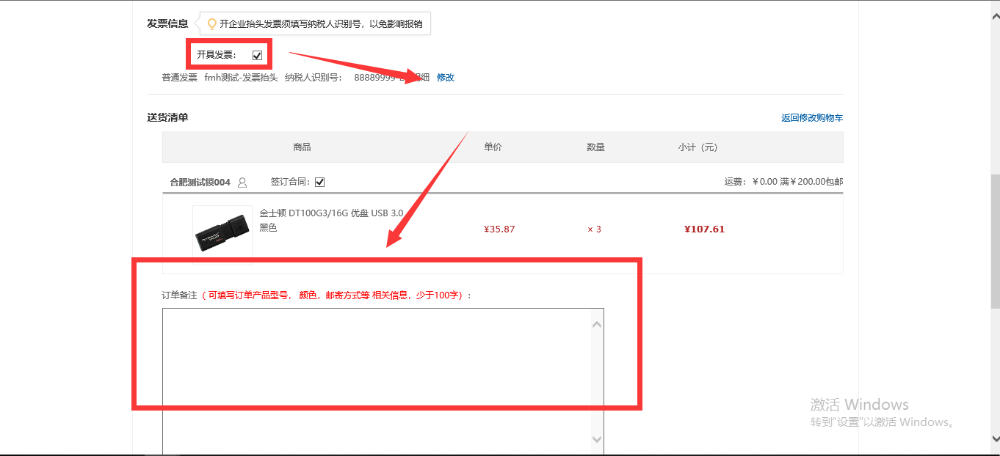 发票信息
开企业抬头发票须填写纳税人识别号，以免影响报销
开具发票：
普通发票 fmh测试-发票抬头 纳税人识别号： 88889999- 细 修改
送货清单 返回修改购物车
商品 单价 数量 小计（元）
合肥测试锁004 签订合同： 运费：￥0.00 满￥200.00包邮
金士顿 DT100G3/16G 优盘 USB 3.0
黑色
¥35.87 × 3 ¥107.61
订单备注（ 可填写订单产品型号， 颜色，邮寄方式等 相关信息，少于100字）：
激活 Windows
转到"设置"以激活 Windows。